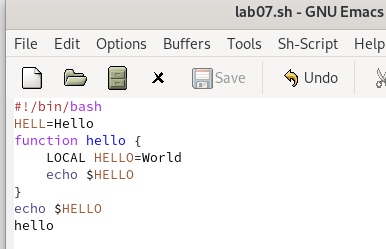 lab07.sh - GNU Emacs
File Edit Options Buffers Tools Sh-Script Help
Save Undo
#!/bin/bash
HELL=Hello
function hello {
    LOCAL HELLO=World
    echo $HELLO
}
echo $HELLO
hello